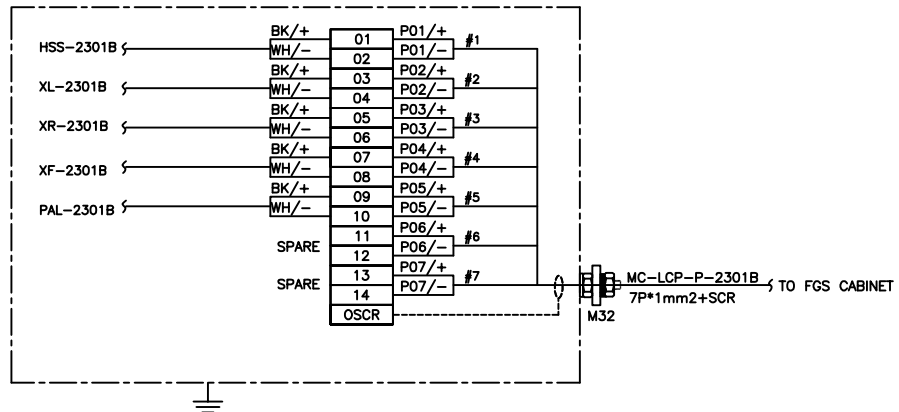 BK/+ 01 P01/+ #1
HSS-2301B WH/- 02 P01/-
BK/+ 03 P02/+ #2
XL-2301B WH/- 04 P02/-
BK/+ 05 P03/+ #3
XR-2301B WH/- 06 P03/-
BK/+ 07 P04/+ #4
XF-2301B WH/- 08 P04/-
BK/+ 09 P05/+ #5
PAL-2301B WH/- 10 P05/-
11 P06/+ #6
SPARE 12 P06/-
13 P07/+ #7
SPARE 14 P07/-
OSCR
M32
MC-LCP-P-2301B
7P*1mm2+SCR
TO FGS CABINET